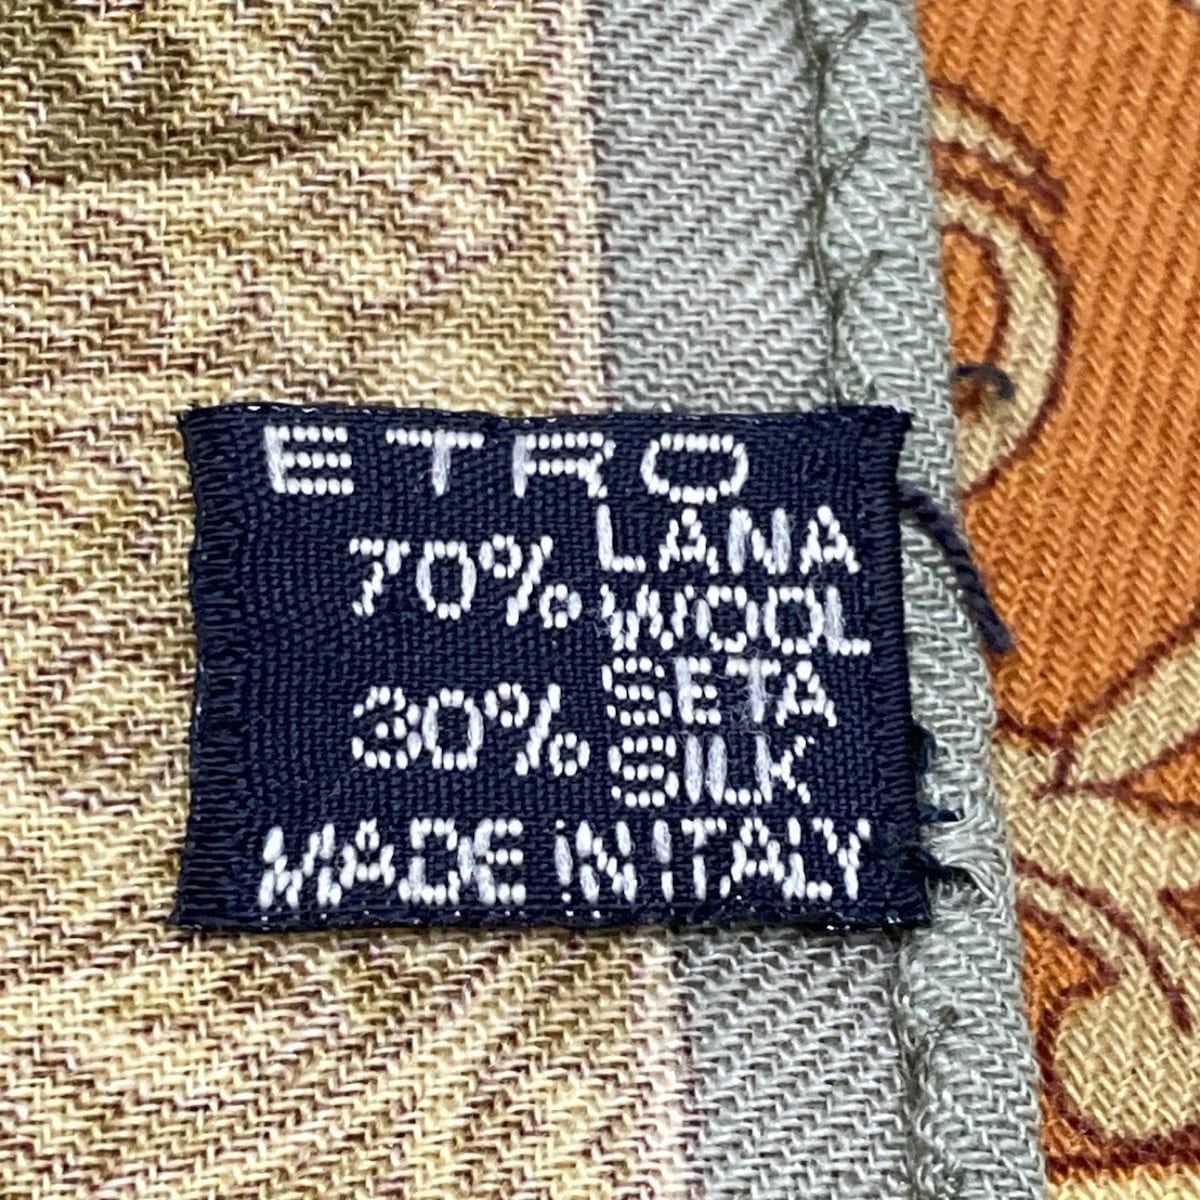 ETRO
70% LANA
WOOL
30% SETA
SILK
MADE IN ITALY